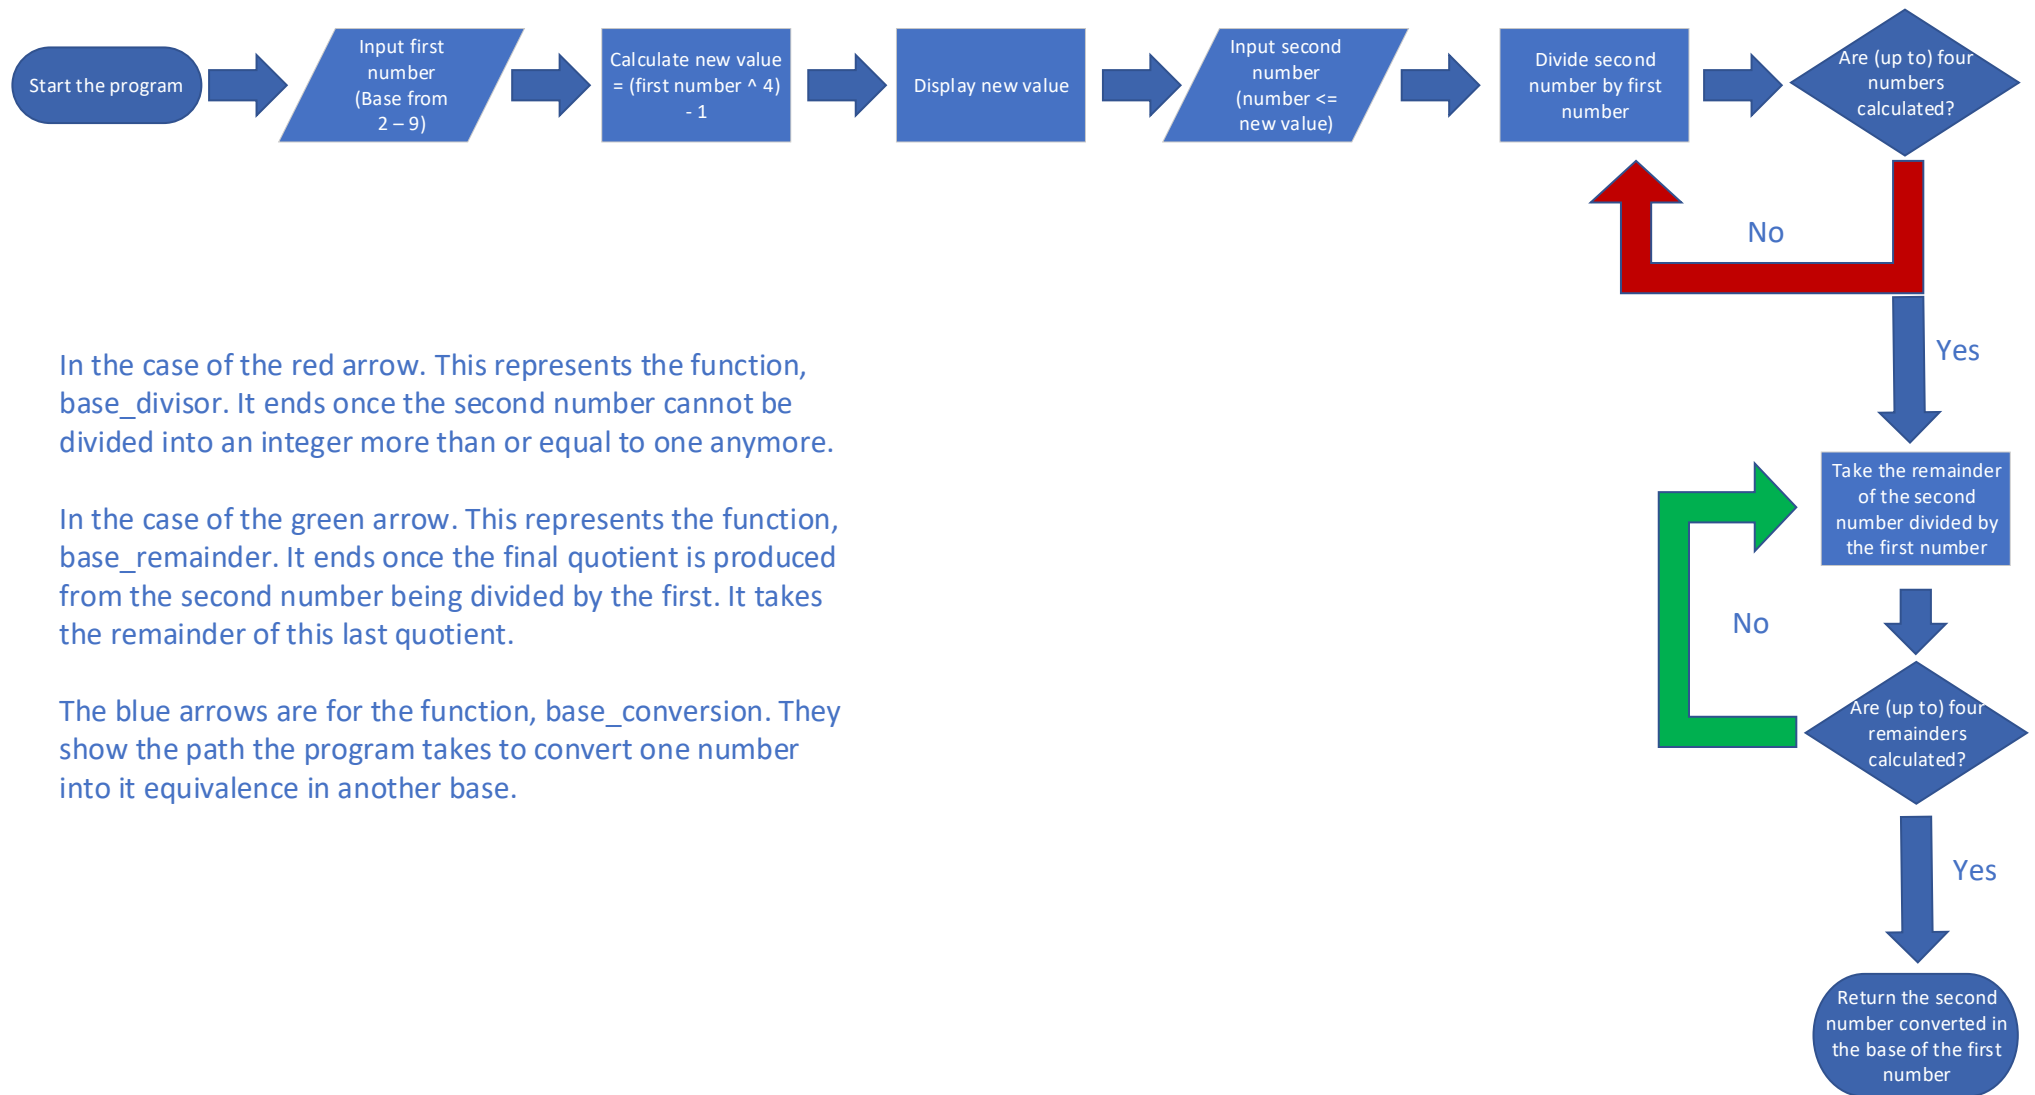 Start the program
Input first
number
(Base from
2 – 9)
Calculate new value
= (first number ^ 4)
- 1
Display new value
Input second
number
(number <=
new value)
Divide second
number by first
number
Are (up to) four
numbers
calculated?
No
Yes
In the case of the red arrow. This represents the function,
base_divisor. It ends once the second number cannot be
divided into an integer more than or equal to one anymore.
In the case of the green arrow. This represents the function,
base_remainder. It ends once the final quotient is produced
from the second number being divided by the first. It takes
the remainder of this last quotient.
The blue arrows are for the function, base_conversion. They
show the path the program takes to convert one number
into it equivalence in another base.
Take the remainder
of the second
number divided by
the first number
No
Are (up to) four
remainders
calculated?
Yes
Return the second
number converted in
the base of the first
number